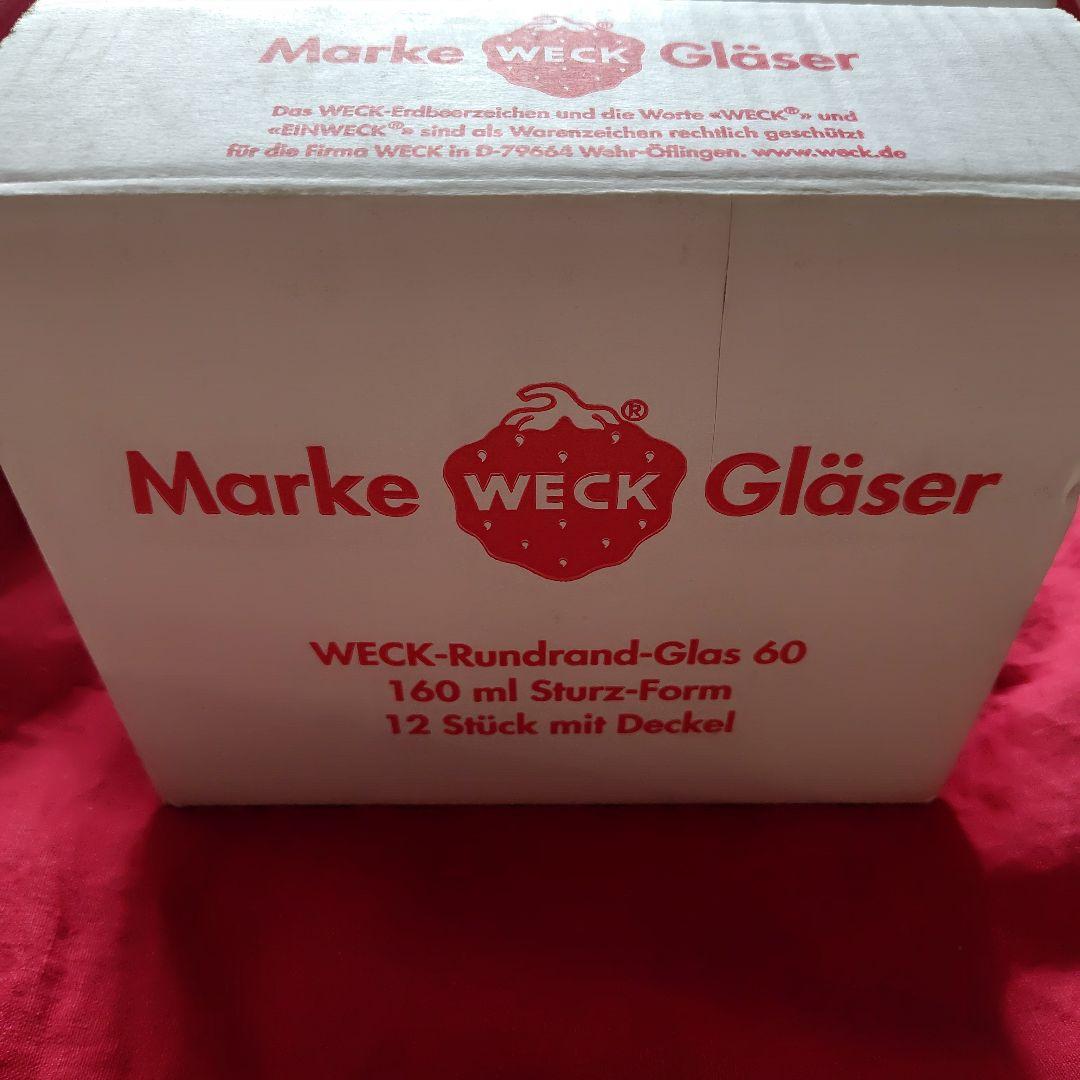 Marke WECK® Gläser
Das WECK-Erdbeerzeichen und die Worte «WECK®» und
«EINWECK®» sind als Warenzeichen rechtlich geschützt
für die Firma WECK in D-79664 Wehr-Öflingen. www.weck.de
Marke WECK® Gläser
WECK-Rundrand-Glas 60
160 ml Sturz-Form
12 Stück mit Deckel